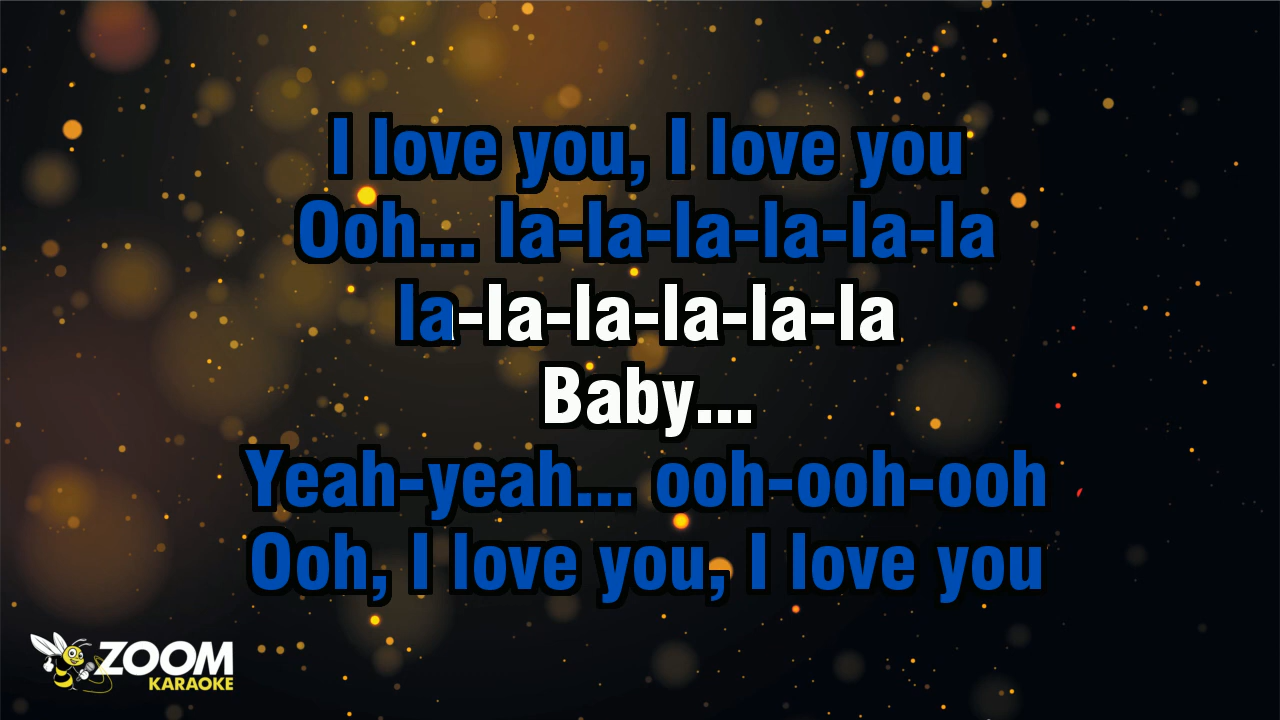 I love you, I love you
Ooh... la-la-la-la-la-la
la-la-la-la-la-la
Baby...
Yeah-yeah... ooh-ooh-ooh
Ooh, I love you, I love you
ZOOM
KARAOKE